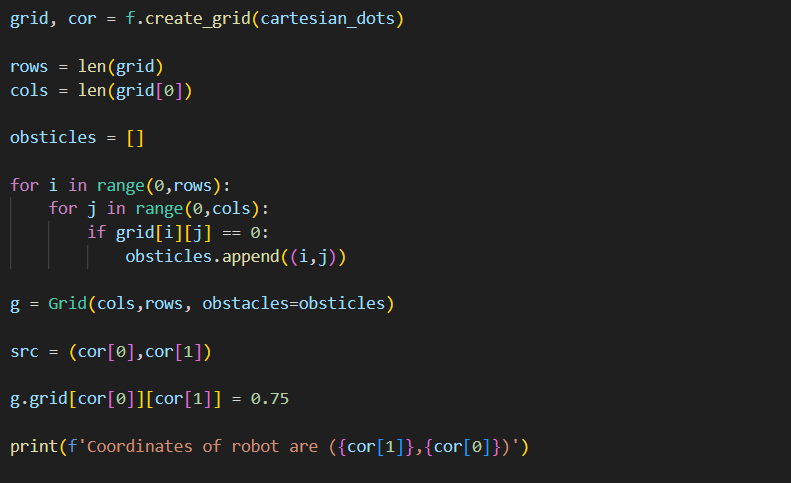 grid, cor = f.create_grid(cartesian_dots)
rows = len(grid)
cols = len(grid[0])
obsticles = []
for i in range(0,rows):
    for j in range(0,cols):
        if grid[i][j] == 0:
            obsticles.append((i,j))
g = Grid(cols,rows, obstacles=obsticles)
src = (cor[0],cor[1])
g.grid[cor[0]][cor[1]] = 0.75
print(f'Coordinates of robot are ({cor[1]},{cor[0]})')